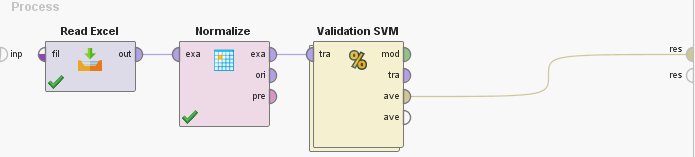 Process
Read Excel
Normalize
Validation SVM
inp
fil
out
exa
exa
ori
pre
tra
mod
tra
ave
ave
res
res
%